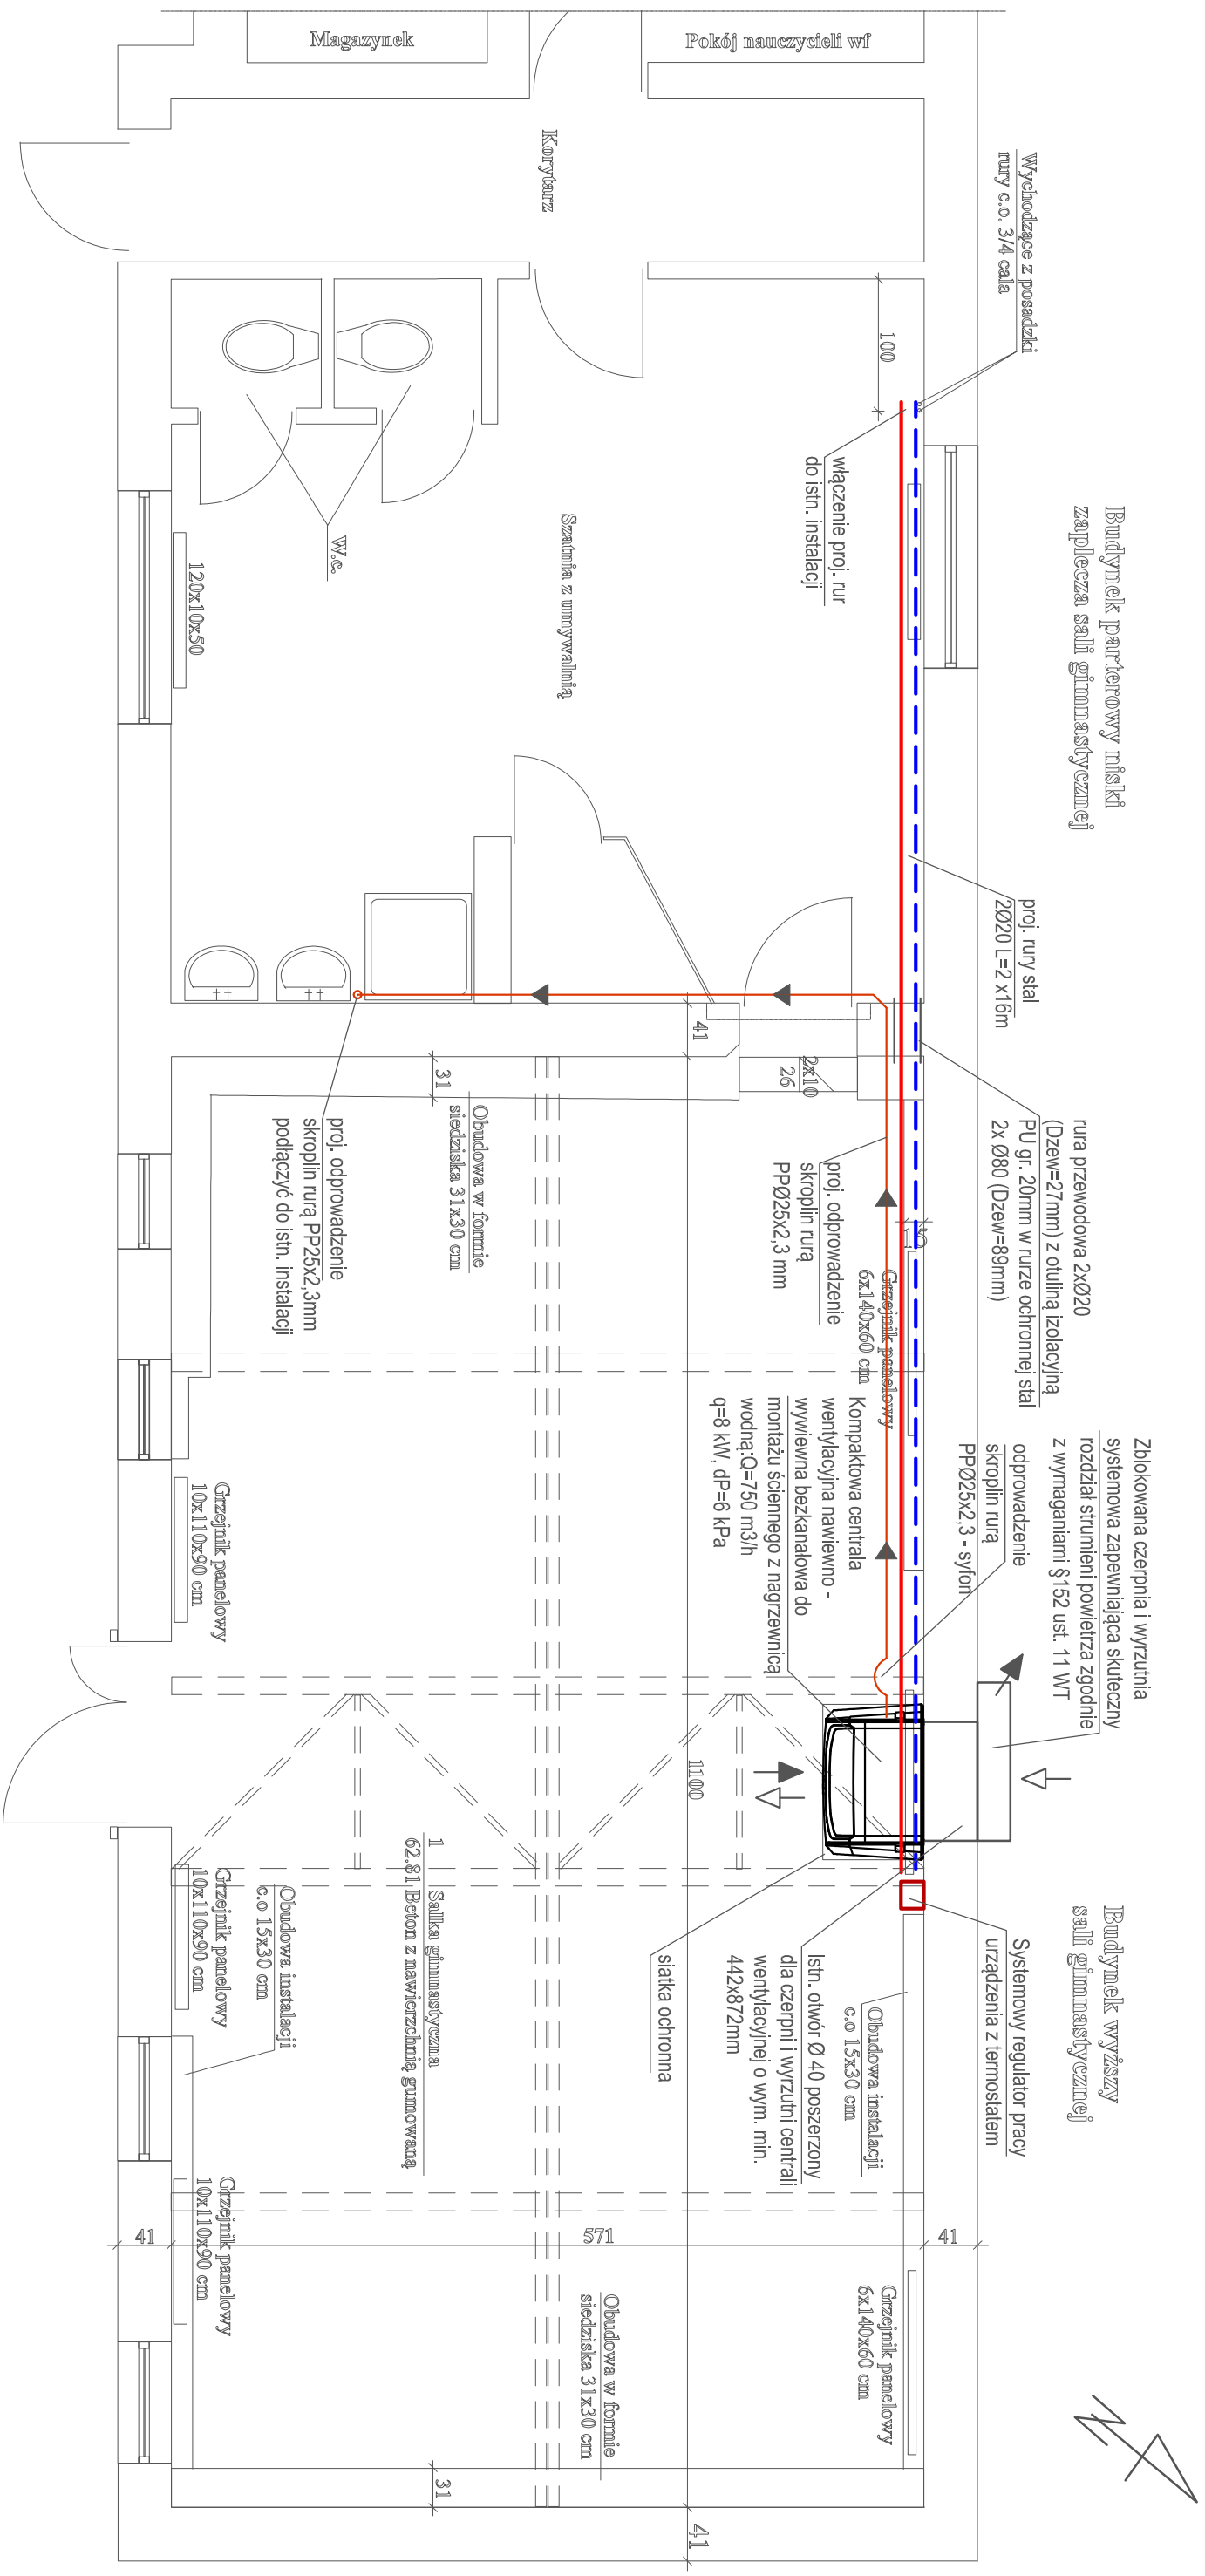 Magazynek
Pokój nauczycieli wf
Korytarz
Wychodzące z posadzki
rury c.o. 3/4 cala
100
włączenie proj. rur
do istn. instalacji
Budynek parterowy niski
zaplecza sali gimnastycznej
W.c.
120x10x50
Szatnia z umywalnią
proj. rury stal
2Ø20 L=2 x16m
rura przewodowa 2xØ20
(Dzew=27mm) z otuliną izolacyjną
PU gr. 20mm w rurze ochronnej stal
2x Ø80 (Dzew=89mm)
41
2x10
26
31
Obudowa w formie
siedziska 31x30 cm
proj. odprowadzenie
skroplin rurą PP25x2,3mm
podłączyć do istn. instalacji
proj. odprowadzenie
skroplin rurą
PPØ25x2,3 mm
Grzejnik panelowy
6x140x60 cm
Kompaktowa centrala
wentylacyjna nawiewno -
wywiewna bezkanałowa do
montażu ściennego z nagrzewnicą
wodną:Q=750 m3/h
q=8 kW, dP=6 kPa
Zblokowana czerpnia i wyrzutnia
systemowa zapewniająca skuteczny
rozdział strumieni powietrza zgodnie
z wymaganiami §152 ust. 11 WT
odprowadzenie
skroplin rurą
PPØ25x2,3 - syfon
Grzejnik panelowy
10x110x90 cm
1100
1 Salka gimnastyczna
62.81 Beton z nawierzchnią gumowaną
Grzejnik panelowy
10x110x90 cm
Obudowa instalacji
c.o 15x30 cm
siatka ochronna
Istn. otwór Ø 40 poszerzony
dla czerpni i wyrzutni centrali
wentylacyjnej o wym. min.
442x872mm
Obudowa instalacji
c.o 15x30 cm
Systemowy regulator pracy
urządzenia z termostatem
Budynek wyższy
sali gimnastycznej
Grzejnik panelowy
10x110x90 cm
41
571
41
Obudowa w formie
siedziska 31x30 cm
Grzejnik panelowy
6x140x60 cm
31
41